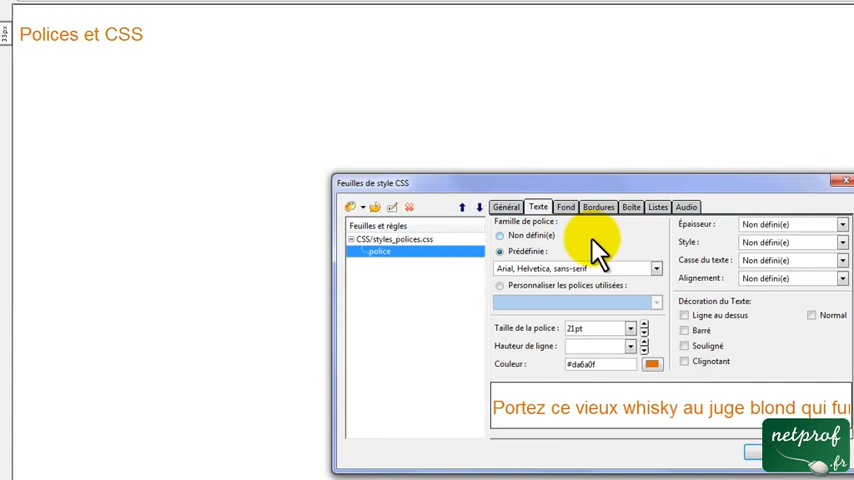 33px
Polices et CSS
Feuilles de style CSS
Général Texte Fond Bordures Boîte Listes Audio
Feuilles et règles
CSS/styles_polices.css
.police
Famille de police :
Non défini(e)
Prédéfinie :
Arial, Helvetica, sans-serif
Personnaliser les polices utilisées :
Taille de la police : 21pt
Hauteur de ligne :
Couleur : #da6a0f
Épaisseur : Non défini(e)
Style : Non défini(e)
Casse du texte : Non défini(e)
Alignement : Non défini(e)
Décoration du Texte :
Ligne au dessus Normal
Barré
Souligné
Clignotant
Portez ce vieux whisky au juge blond qui fu
netprof
.fr